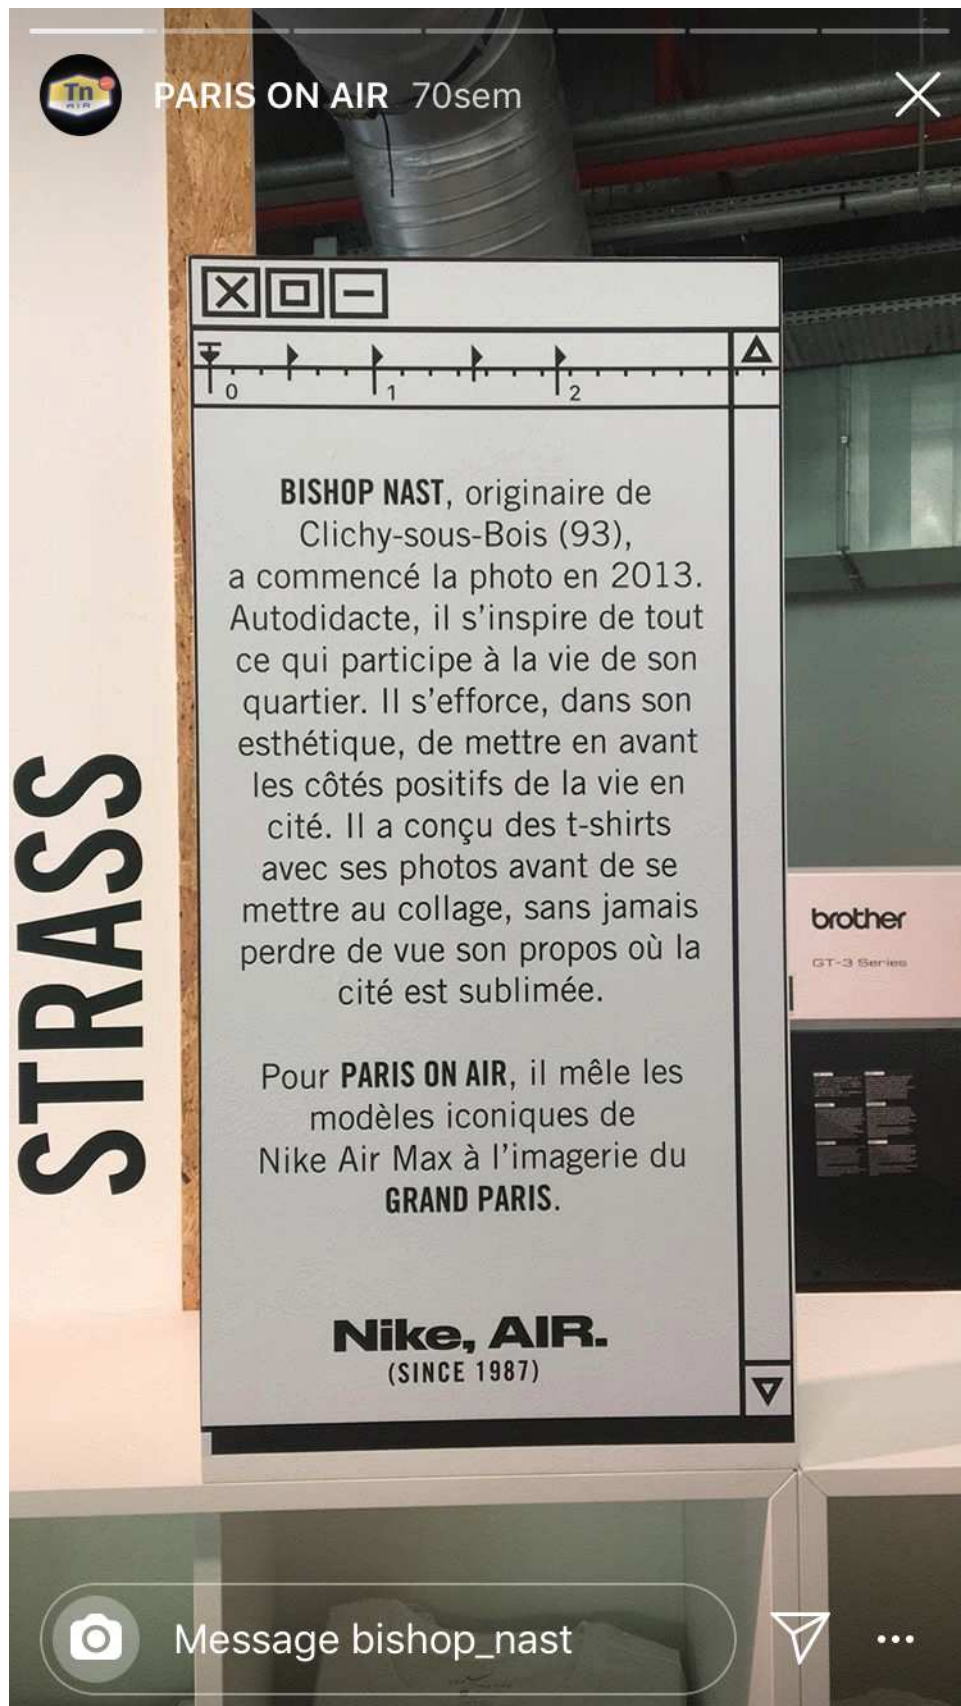 Tn
AIR
PARIS ON AIR 70sem
0 1 2
BISHOP NAST, originaire de
Clichy-sous-Bois (93),
a commencé la photo en 2013.
Autodidacte, il s’inspire de tout
ce qui participe à la vie de son
quartier. Il s’efforce, dans son
esthétique, de mettre en avant
les côtés positifs de la vie en
cité. Il a conçu des t-shirts
avec ses photos avant de se
mettre au collage, sans jamais
perdre de vue son propos où la
cité est sublimée.
Pour PARIS ON AIR, il mêle les
modèles iconiques de
Nike Air Max à l’imagerie du
GRAND PARIS.
Nike, AIR.
(SINCE 1987)
STRASS
brother
GT-3 Series
Message bishop_nast